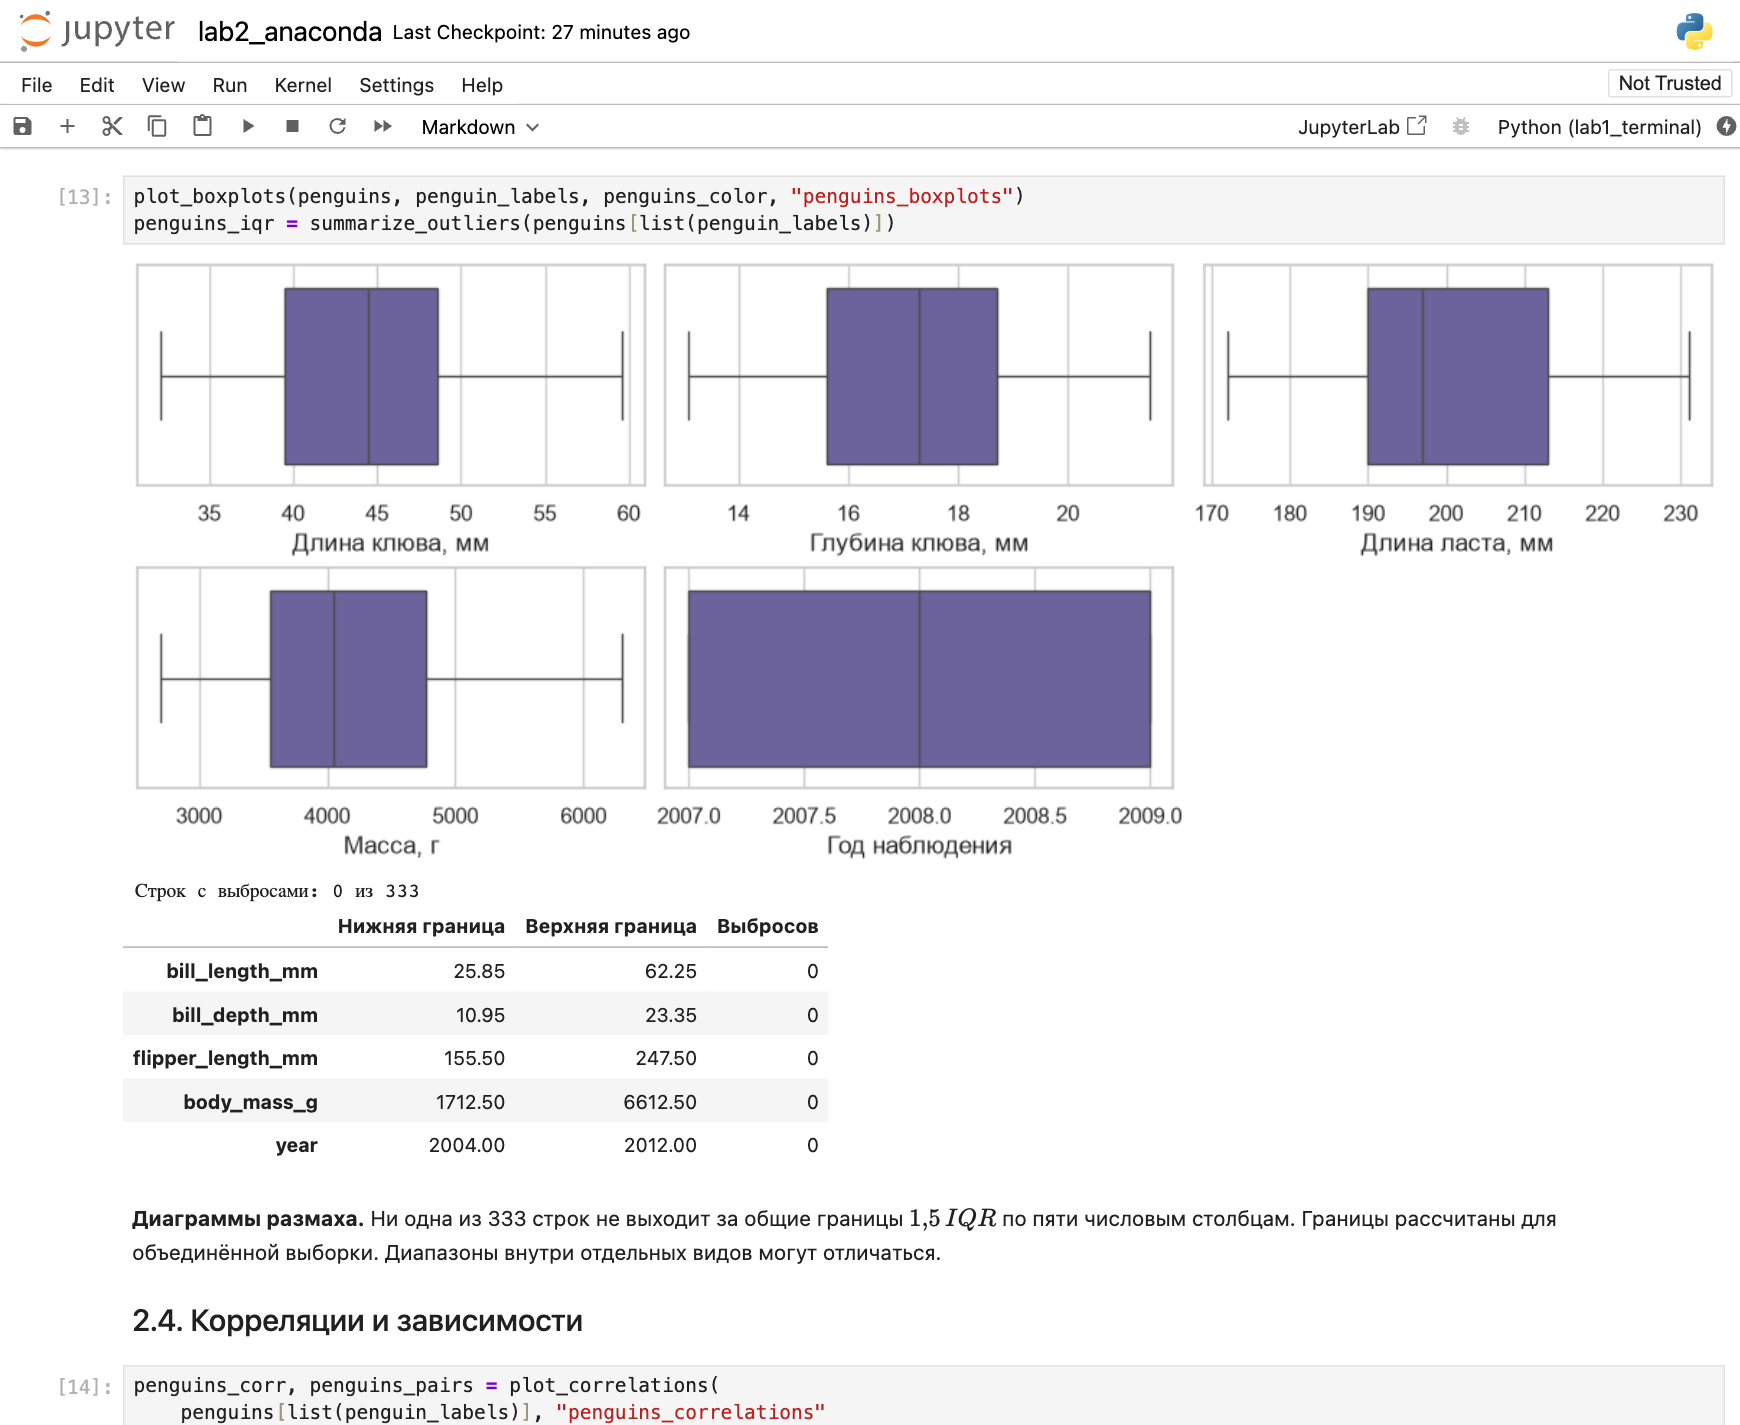 jupyter lab2_anaconda Last Checkpoint: 27 minutes ago
File Edit View Run Kernel Settings Help Not Trusted
Markdown JupyterLab Python (lab1_terminal)
[13]: plot_boxplots(penguins, penguin_labels, penguins_color, "penguins_boxplots")
penguins_iqr = summarize_outliers(penguins[list(penguin_labels)])
35 40 45 50 55 60
Длина клюва, мм
14 16 18 20
Глубина клюва, мм
170 180 190 200 210 220 230
Длина ласта, мм
3000 4000 5000 6000
Масса, г
2007.0 2007.5 2008.0 2008.5 2009.0
Год наблюдения
Строк с выбросами: 0 из 333
Нижняя граница Верхняя граница Выбросов
bill_length_mm 25.85 62.25 0
bill_depth_mm 10.95 23.35 0
flipper_length_mm 155.50 247.50 0
body_mass_g 1712.50 6612.50 0
year 2004.00 2012.00 0
Диаграммы размаха. Ни одна из 333 строк не выходит за общие границы 1,5 IQR по пяти числовым столбцам. Границы рассчитаны для
объединённой выборки. Диапазоны внутри отдельных видов могут отличаться.
2.4. Корреляции и зависимости
[14]: penguins_corr, penguins_pairs = plot_correlations(
penguins[list(penguin_labels)], "penguins_correlations"